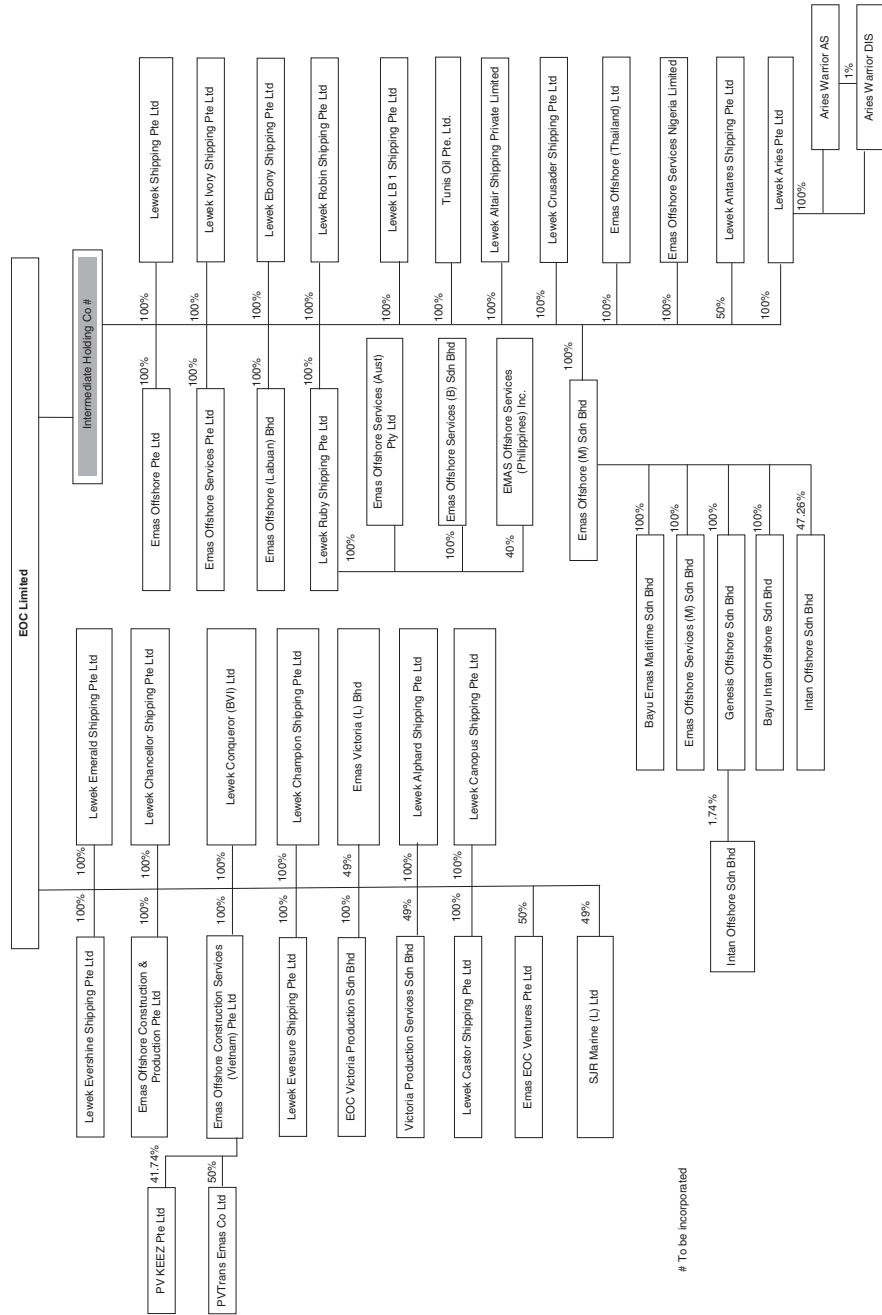 EOC Limited
Intermediate Holding Co #
100%
Lewek Evershine Shipping Pte Ltd
100%
Lewek Emerald Shipping Pte Ltd
100%
Emas Offshore Construction &
Production Pte Ltd
100%
Lewek Chancellor Shipping Pte Ltd
100%
Emas Offshore Construction Services
(Vietnam) Pte Ltd
100%
Lewek Conqueror (BVI) Ltd
41.74%
PV KEEZ Pte Ltd
50%
PVTrans Emas Co Ltd
100%
Lewek Eversure Shipping Pte Ltd
100%
Lewek Champion Shipping Pte Ltd
100%
EOC Victoria Production Sdn Bhd
49%
Emas Victoria (L) Bhd
49%
Victoria Production Services Sdn Bhd
100%
Lewek Alphard Shipping Pte Ltd
100%
Lewek Castor Shipping Pte Ltd
100%
Lewek Canopus Shipping Pte Ltd
50%
Emas EOC Ventures Pte Ltd
49%
SJR Marine (L) Ltd
100%
Emas Offshore Pte Ltd
100%
Lewek Shipping Pte Ltd
100%
Emas Offshore Services Pte Ltd
100%
Lewek Ivory Shipping Pte Ltd
100%
Emas Offshore (Labuan) Bhd
100%
Lewek Ebony Shipping Pte Ltd
100%
Lewek Ruby Shipping Pte Ltd
100%
Lewek Robin Shipping Pte Ltd
100%
Emas Offshore Services (Aust)
Pty Ltd
100%
Emas Offshore Services (B) Sdn Bhd
40%
EMAS Offshore Services
(Philippines) Inc.
100%
Lewek LB 1 Shipping Pte Ltd
100%
Tunis Oil Pte. Ltd.
100%
Lewek Altair Shipping Private Limited
100%
Lewek Crusader Shipping Pte Ltd
100%
Emas Offshore (M) Sdn Bhd
100%
Emas Offshore (Thailand) Ltd
100%
Emas Offshore Services Nigeria Limited
50%
Lewek Antares Shipping Pte Ltd
100%
Lewek Aries Pte Ltd
100%
Aries Warrior AS
1%
Aries Warrior DIS
100%
Bayu Emas Maritime Sdn Bhd
100%
Emas Offshore Services (M) Sdn Bhd
100%
Genesis Offshore Sdn Bhd
1.74%
Intan Offshore Sdn Bhd
100%
Bayu Intan Offshore Sdn Bhd
47.26%
Intan Offshore Sdn Bhd
# To be incorporated